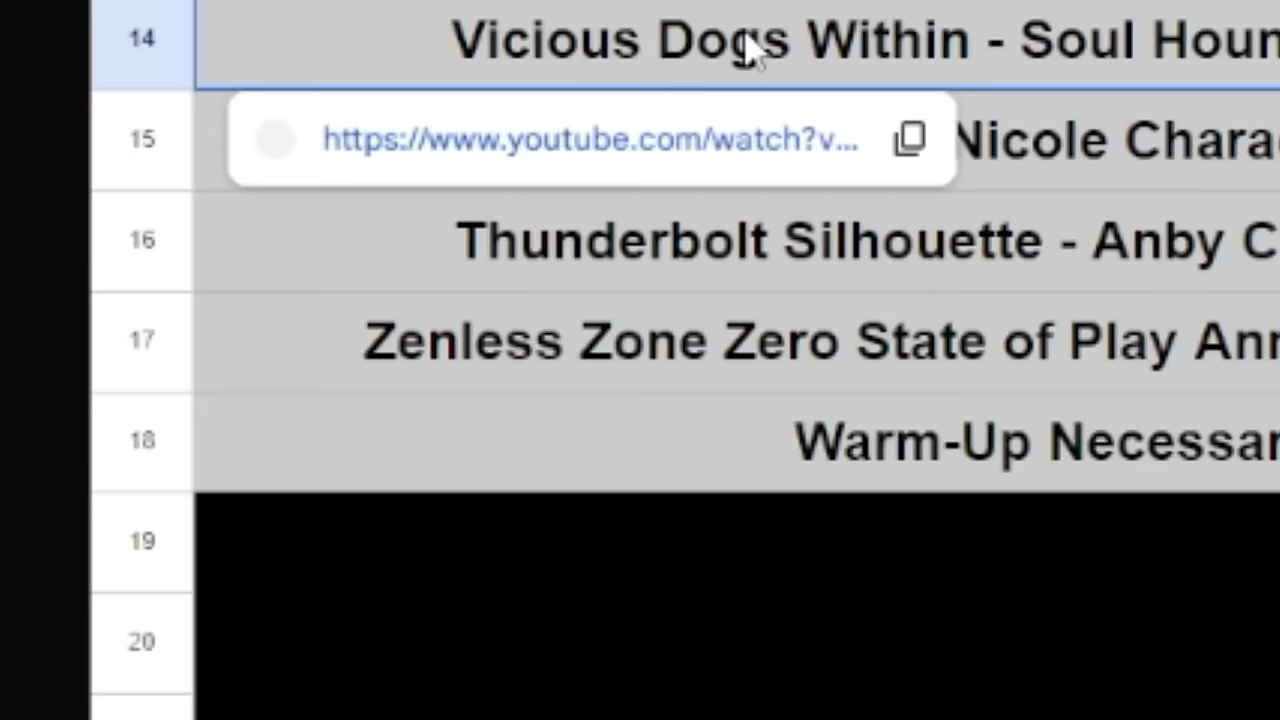 14 Vicious Dogs Within - Soul Houn
15 https://www.youtube.com/watch?v... Nicole Chara
16 Thunderbolt Silhouette - Anby C
17 Zenless Zone Zero State of Play Ann
18 Warm-Up Necessar
19
20